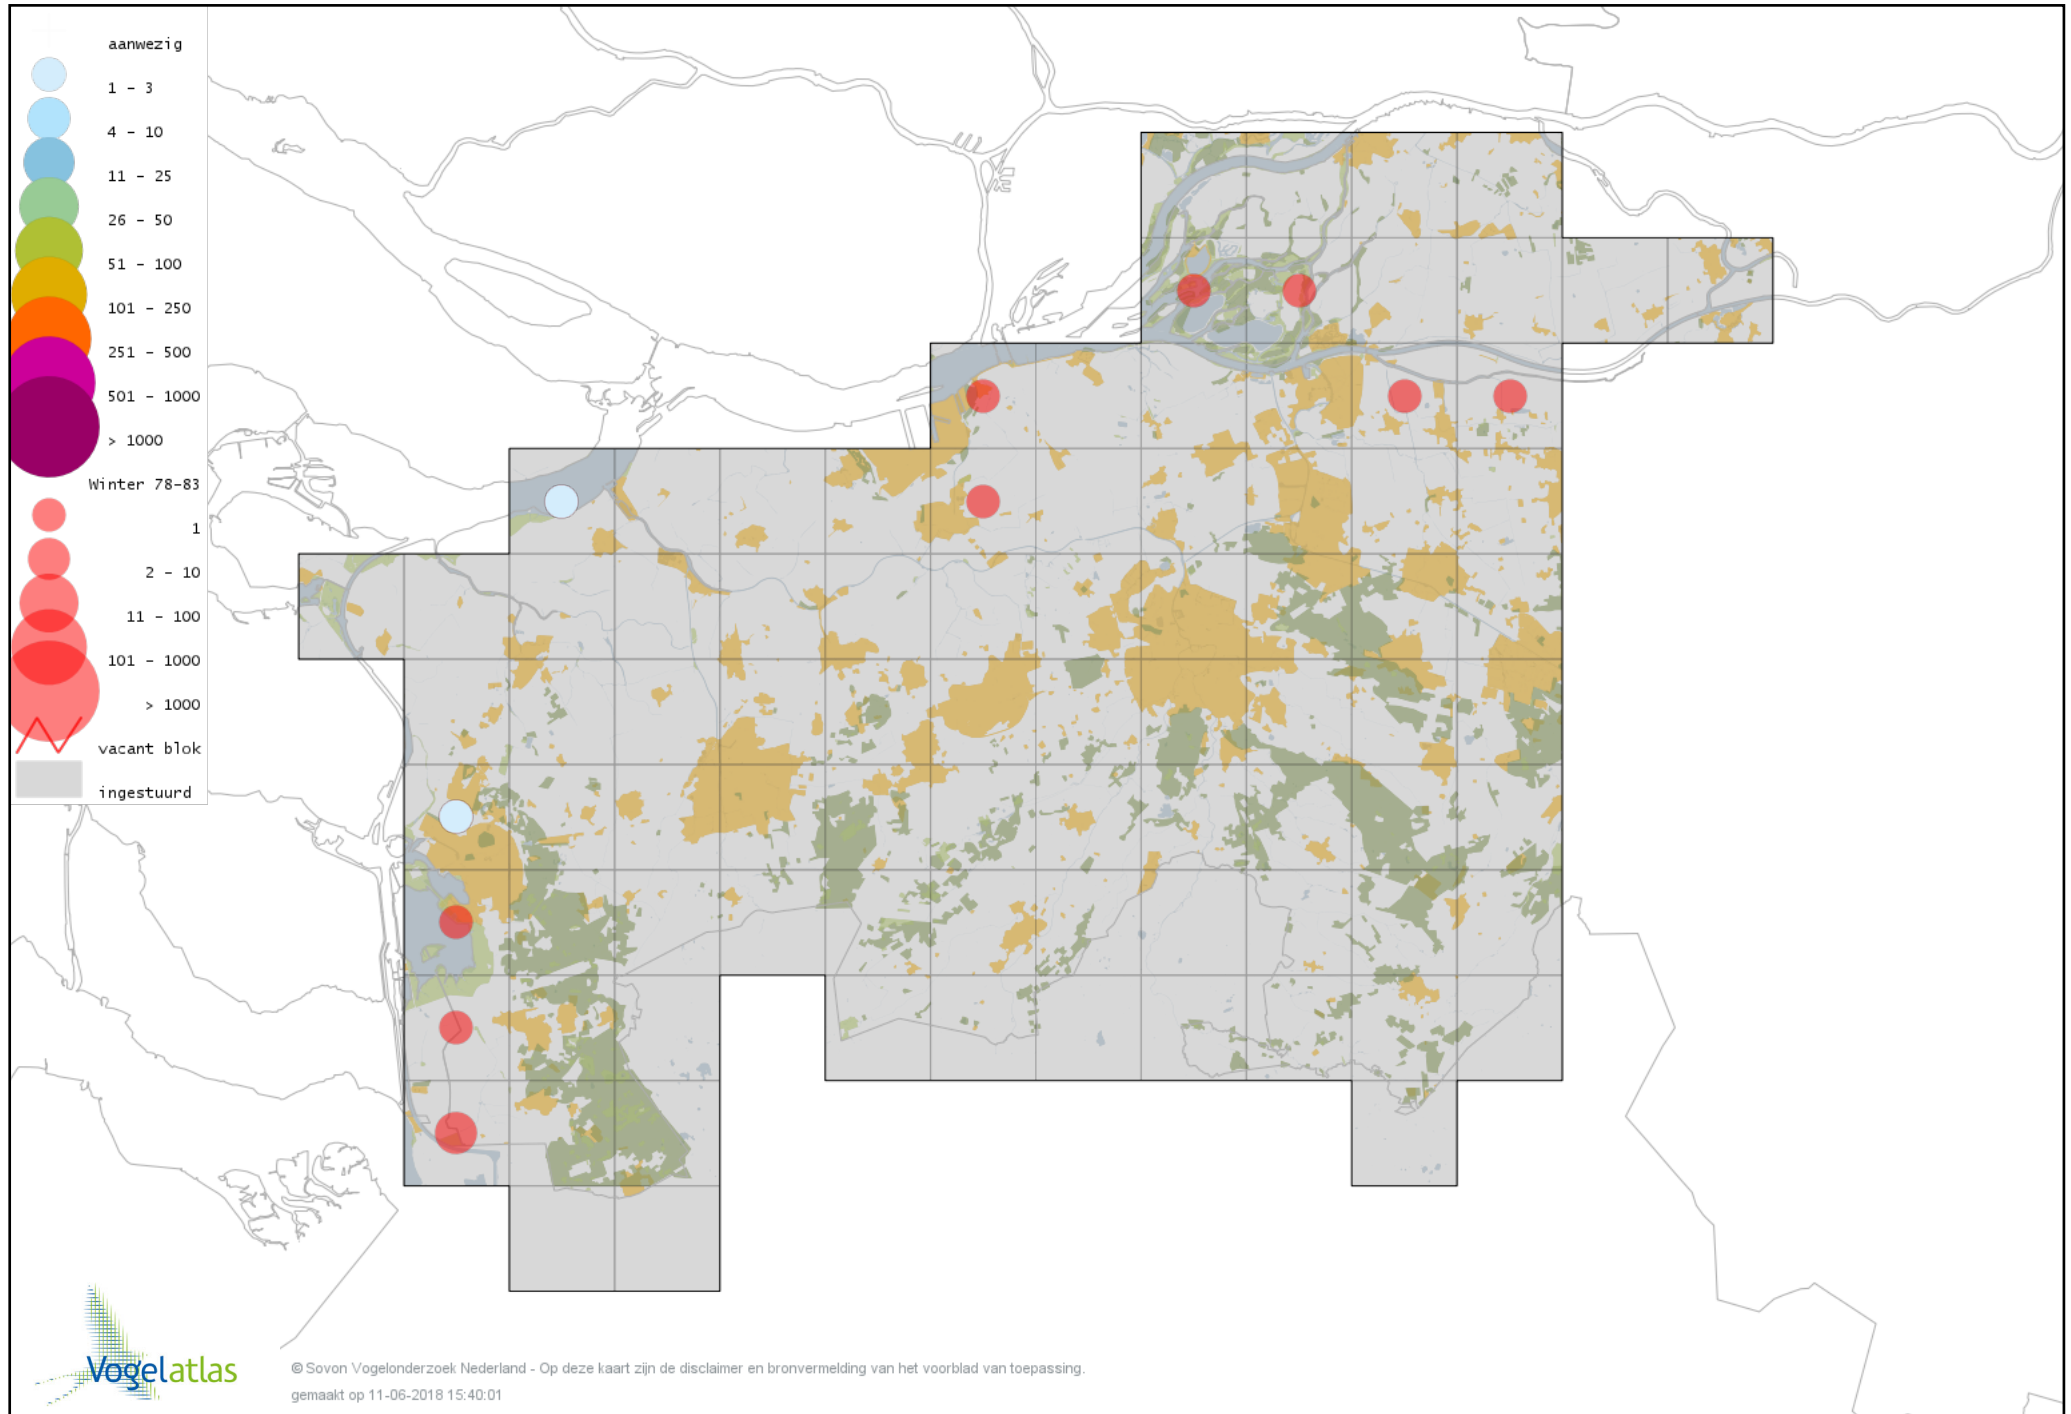 aanwezig
1 – 3
4 – 10
11 – 25
26 – 50
51 – 100
101 – 250
251 – 500
501 – 1000
> 1000
Winter 78-83
1
2 – 10
11 – 100
101 – 1000
> 1000
vacant blok
ingestuurd
Vogelatlas
© Sovon Vogelonderzoek Nederland - Op deze kaart zijn de disclaimer en bronvermelding van het voorblad van toepassing.
gemaakt op 11-06-2018 15:40:01